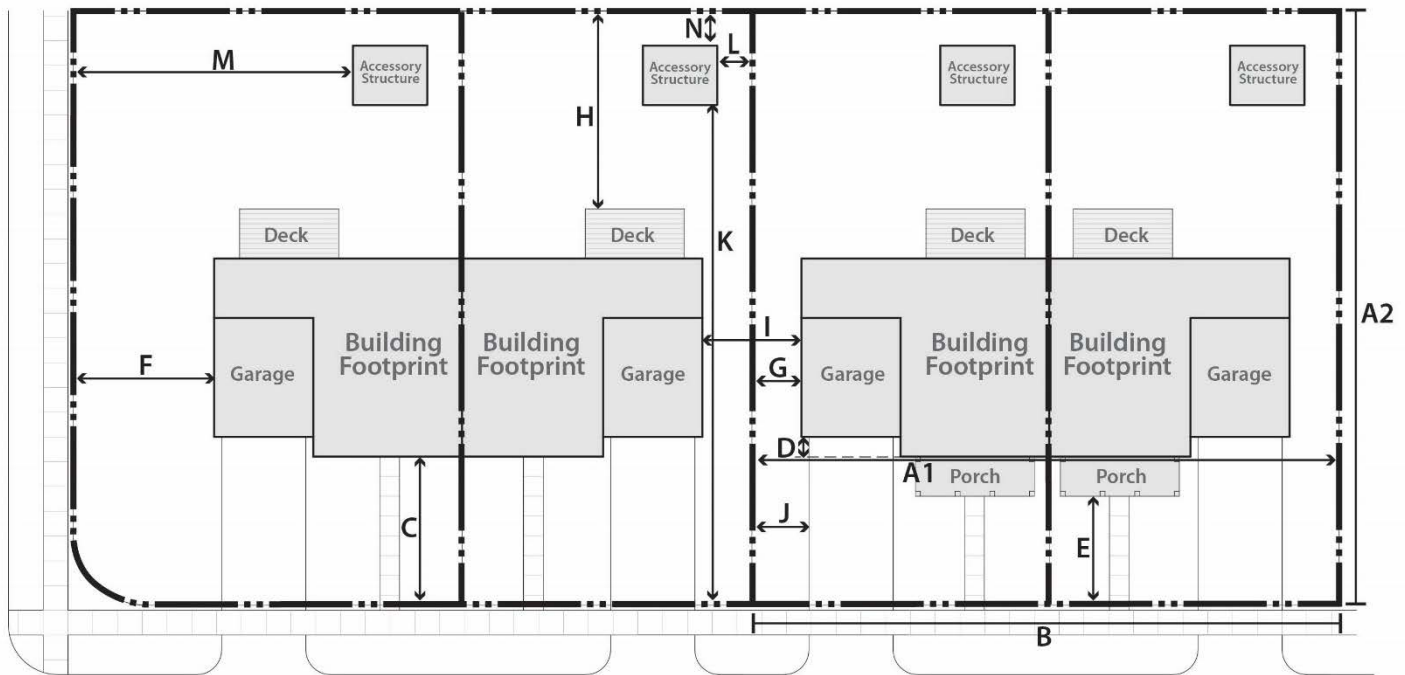 N
L
M
Accessory
Structure
Accessory
Structure
Accessory
Structure
Accessory
Structure
H
K
Deck
Deck
Deck
Deck
A2
I
Building
Footprint
Building
Footprint
Building
Footprint
Building
Footprint
F
Garage
Garage
G
Garage
Garage
D
A1
Porch
Porch
C
J
E
B